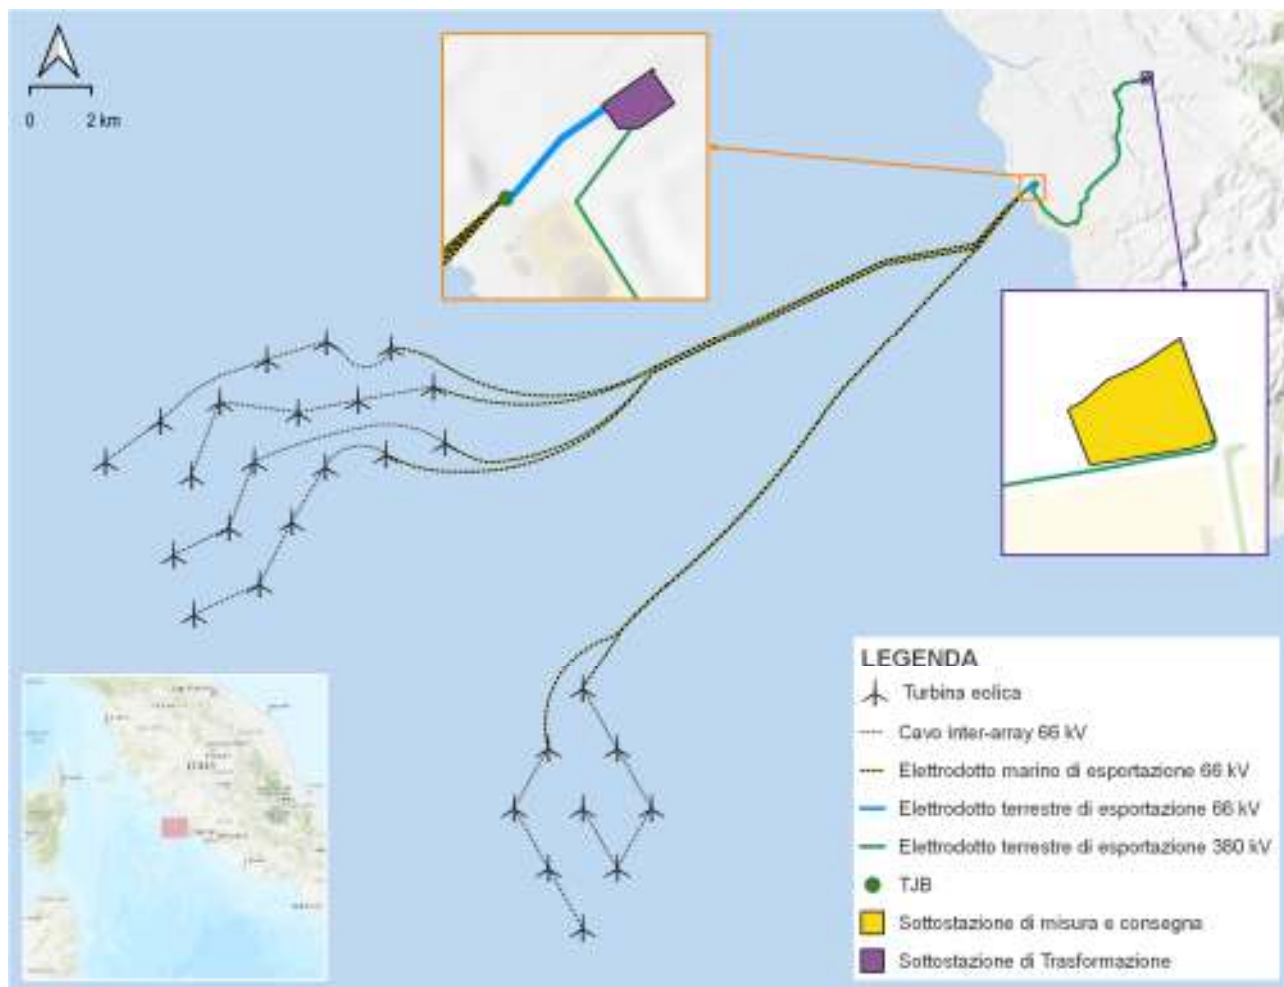 0 2 km
LEGENDA
Turbina eolica
Cavo inter-array 66 kV
Elettrodotto marino di esportazione 66 kV
Elettrodotto terrestre di esportazione 66 kV
Elettrodotto terrestre di esportazione 380 kV
TJB
Sottostazione di misura e consegna
Sottostazione di Trasformazione